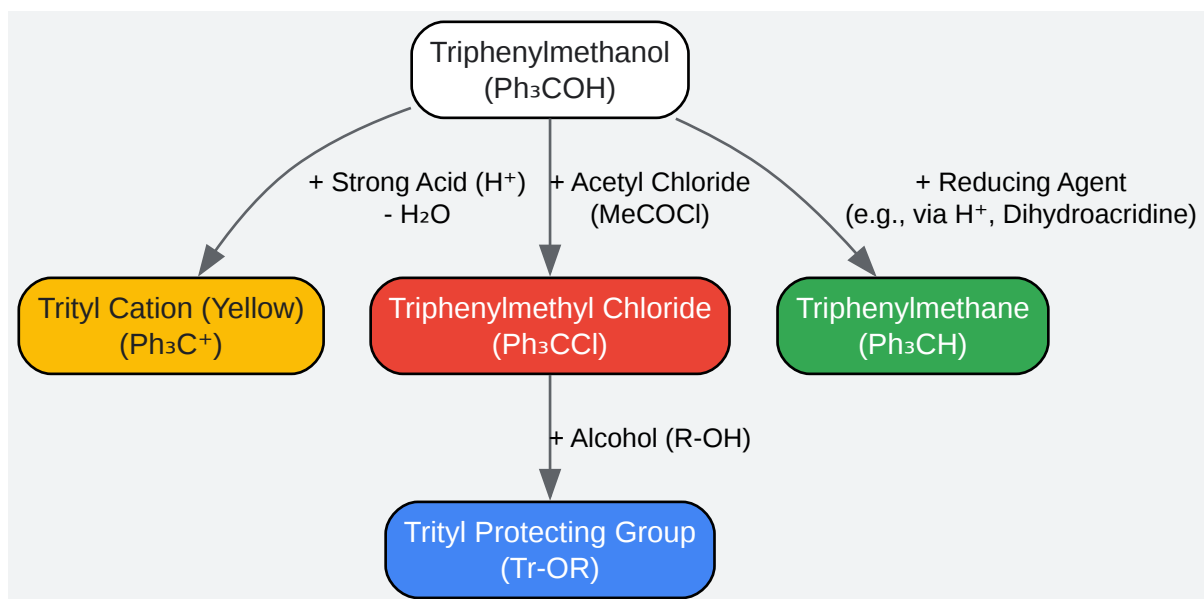 Triphenylmethanol
(Ph₃COH)
+ Strong Acid (H⁺)
- H₂O
+ Acetyl Chloride
(MeCOCl)
+ Reducing Agent
(e.g., via H⁺, Dihydroacridine)
Trityl Cation (Yellow)
(Ph₃C⁺)
Triphenylmethyl Chloride
(Ph₃CCl)
Triphenylmethane
(Ph₃CH)
+ Alcohol (R-OH)
Trityl Protecting Group
(Tr-OR)